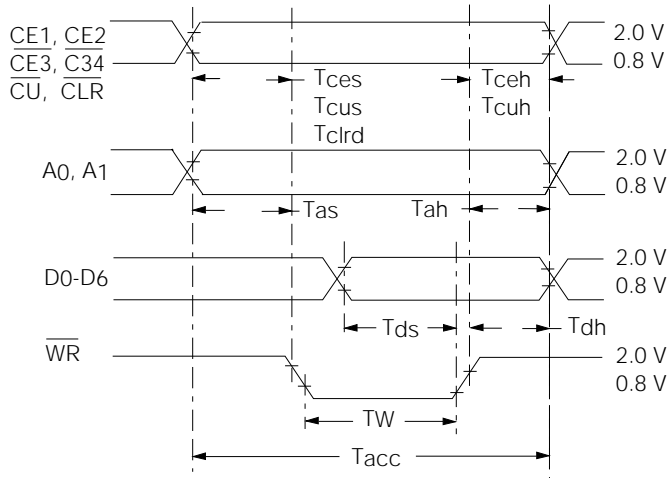 CE1, CE2
CE3, C34
CU, CLR
2.0 V
0.8 V
Tces
Tcus
Tclrd
Tceh
Tcuh
A0, A1
2.0 V
0.8 V
Tas
Tah
D0-D6
2.0 V
0.8 V
Tds
Tdh
WR
2.0 V
0.8 V
TW
Tacc